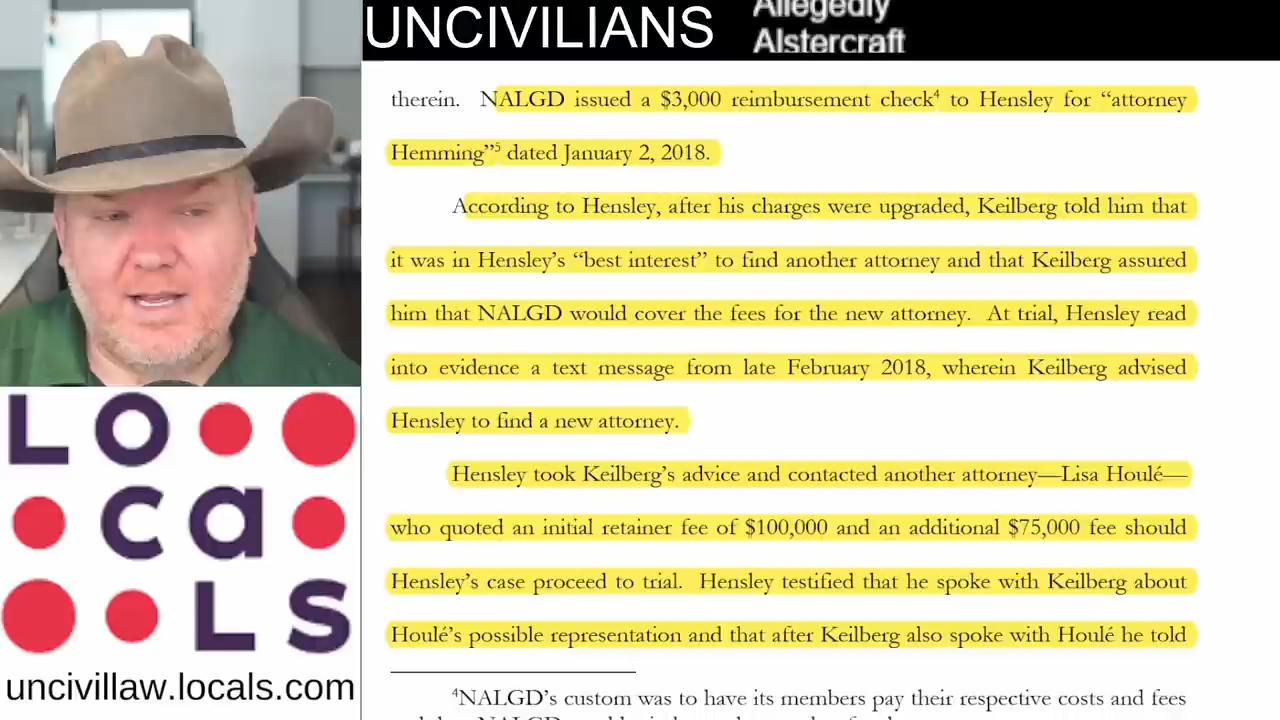 UNCIVILIANS
Allegedly
Alstercraft
therein. NALGD issued a $3,000 reimbursement check⁴ to Hensley for “attorney
Hemming”⁵ dated January 2, 2018.
According to Hensley, after his charges were upgraded, Keilberg told him that
it was in Hensley’s “best interest” to find another attorney and that Keilberg assured
him that NALGD would cover the fees for the new attorney. At trial, Hensley read
into evidence a text message from late February 2018, wherein Keilberg advised
Hensley to find a new attorney.
Hensley took Keilberg’s advice and contacted another attorney—Lisa Houlé—
who quoted an initial retainer fee of $100,000 and an additional $75,000 fee should
Hensley’s case proceed to trial. Hensley testified that he spoke with Keilberg about
Houlé’s possible representation and that after Keilberg also spoke with Houlé he told
⁴NALGD’s custom was to have its members pay their respective costs and fees
LOcaLS
uncivillaw.locals.com